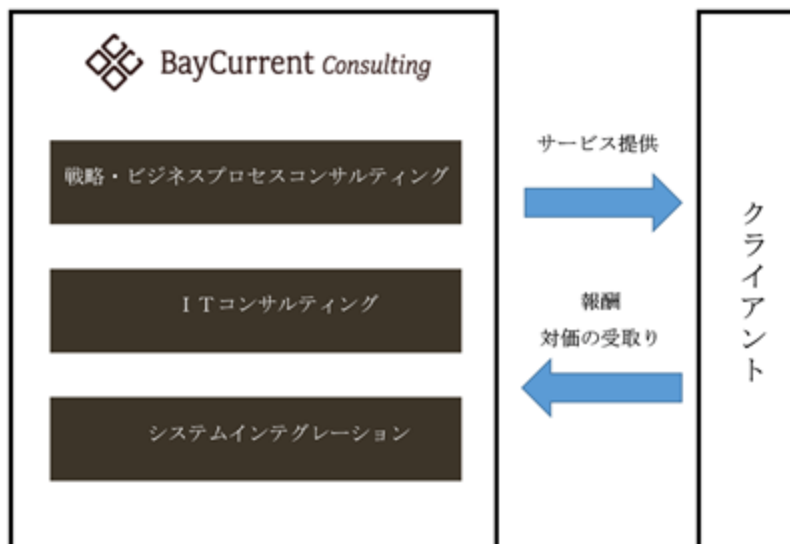 BayCurrent Consulting
戦略・ビジネスプロセスコンサルティング
ＩＴコンサルティング
システムインテグレーション
サービス提供
報酬
対価の受取り
クライアント